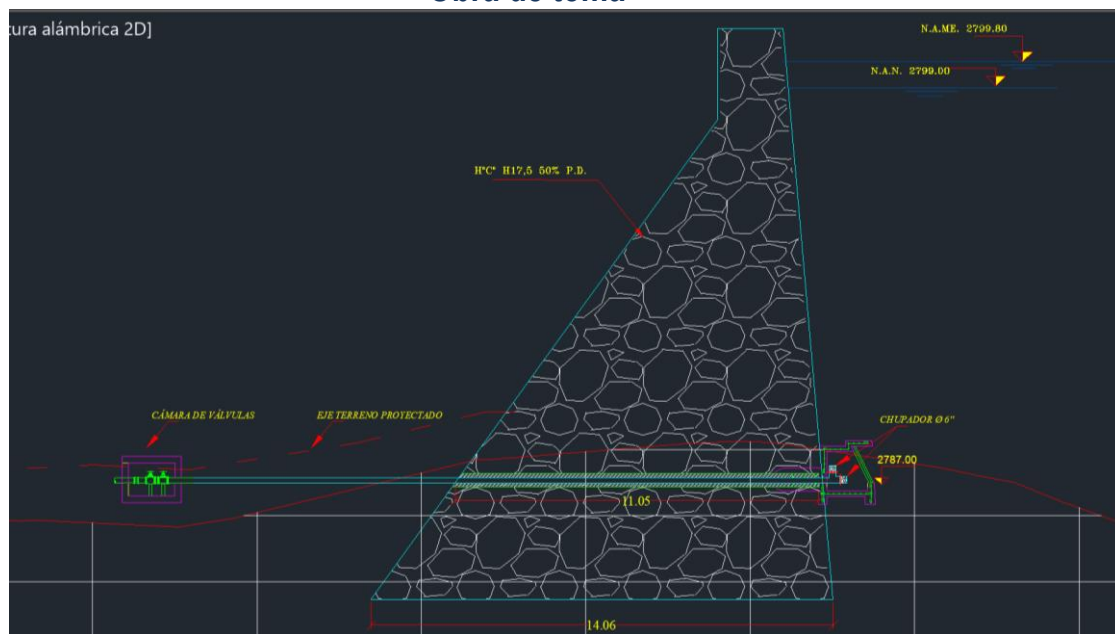 Obra de toma
tura alámbrica 2D]
N.A.ME. 2799.80
N.A.N. 2799.00
H°C° H17,5 50% P.D.
CÁMARA DE VÁLVULAS
EJE TERRENO PROYECTADO
CHUPADOR Ø 6"
2787.00
11.05
14.06